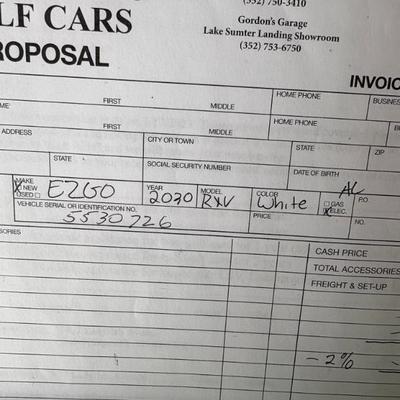 (352) 750-3410
LF CARS
Gordon's Garage
Lake Sumter Landing Showroom
(352) 753-6750
ROPOSAL
INVOIC
FIRST MIDDLE HOME PHONE BUSINES
FIRST MIDDLE HOME PHONE
ADDRESS CITY OR TOWN STATE ZIP
STATE SOCIAL SECURITY NUMBER DATE OF BIRTH
MAKE YEAR MODEL COLOR AC
X NEW EZGO 2020 RXV White GAS P.O.
USED X ELEC.
VEHICLE SERIAL OR IDENTIFICATION NO. PRICE NO.
5530726
SORIES
CASH PRICE
TOTAL ACCESSORIES
FREIGHT & SET-UP
-2%